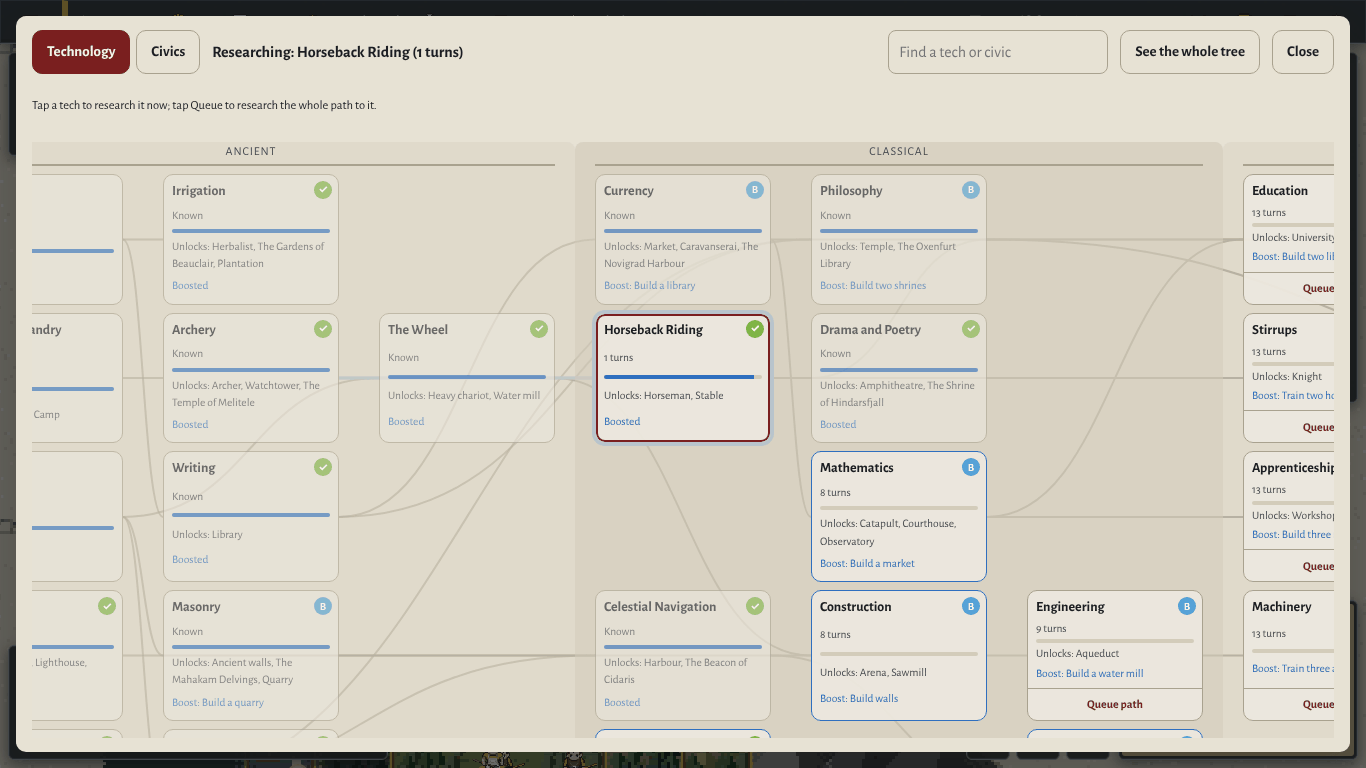 Technology
Civics
Researching: Horseback Riding (1 turns)
Find a tech or civic
See the whole tree
Close
Tap a tech to research it now; tap Queue to research the whole path to it.
ANCIENT
CLASSICAL
Irrigation
Known
Unlocks: Herbalist, The Gardens of
Beauclair, Plantation
Boosted
Currency
B
Known
Unlocks: Market, Caravanserai, The
Novigrad Harbour
Boost: Build a library
Philosophy
B
Known
Unlocks: Temple, The Oxenfurt
Library
Boost: Build two shrines
Education
13 turns
Unlocks: University
Boost: Build two
Queue
andry
Camp
Archery
Known
Unlocks: Archer, Watchtower, The
Temple of Melitele
Boosted
The Wheel
Known
Unlocks: Heavy chariot, Water mill
Boosted
Horseback Riding
1 turns
Unlocks: Horseman, Stable
Boosted
Drama and Poetry
Known
Unlocks: Amphitheatre, The Shrine
of Hindarsfjall
Boosted
Stirrups
13 turns
Unlocks: Knight
Boost: Train two
Queue
Writing
Known
Unlocks: Library
Boosted
Mathematics
B
8 turns
Unlocks: Catapult, Courthouse,
Observatory
Boost: Build a market
Apprenticeship
13 turns
Unlocks: Workshop
Boost: Build three
Queue
Lighthouse,
Masonry
B
Known
Unlocks: Ancient walls, The
Mahakam Delvings, Quarry
Boost: Build a quarry
Celestial Navigation
Known
Unlocks: Harbour, The Beacon of
Cidaris
Boosted
Construction
B
8 turns
Unlocks: Arena, Sawmill
Boost: Build walls
Engineering
B
9 turns
Unlocks: Aqueduct
Boost: Build a water mill
Queue path
Machinery
13 turns
Boost: Train three
Queue